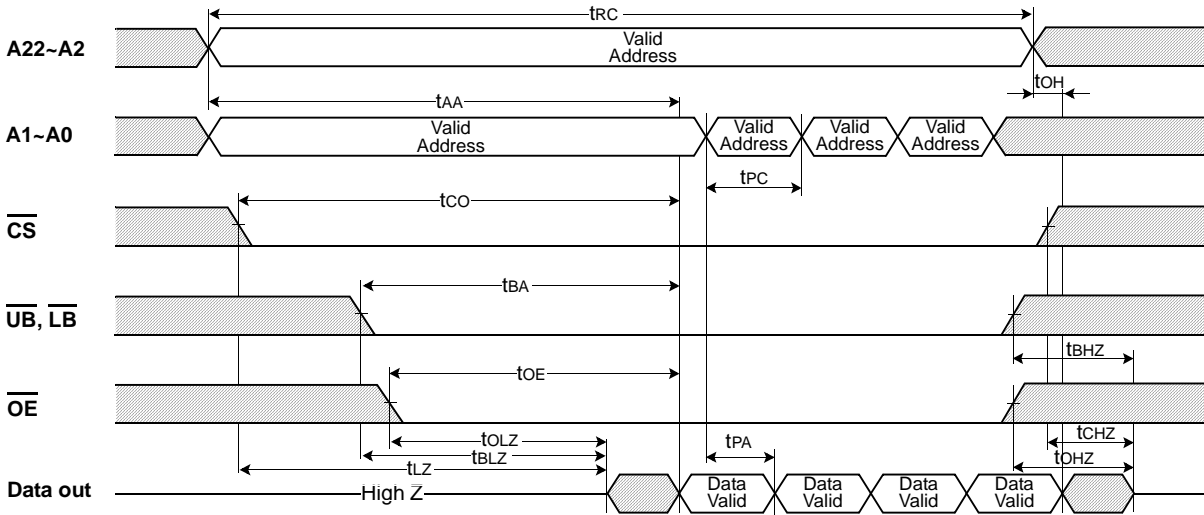 tRC
A22~A2
Valid
Address
tOH
tAA
A1~A0
Valid
Address
Valid
Address
Valid
Address
Valid
Address
tPC
tCO
CS
tBA
UB, LB
tBHZ
tOE
OE
tOLZ
tPA
tCHZ
tBLZ
tOHZ
tLZ
Data out
High Z
Data
Valid
Data
Valid
Data
Valid
Data
Valid